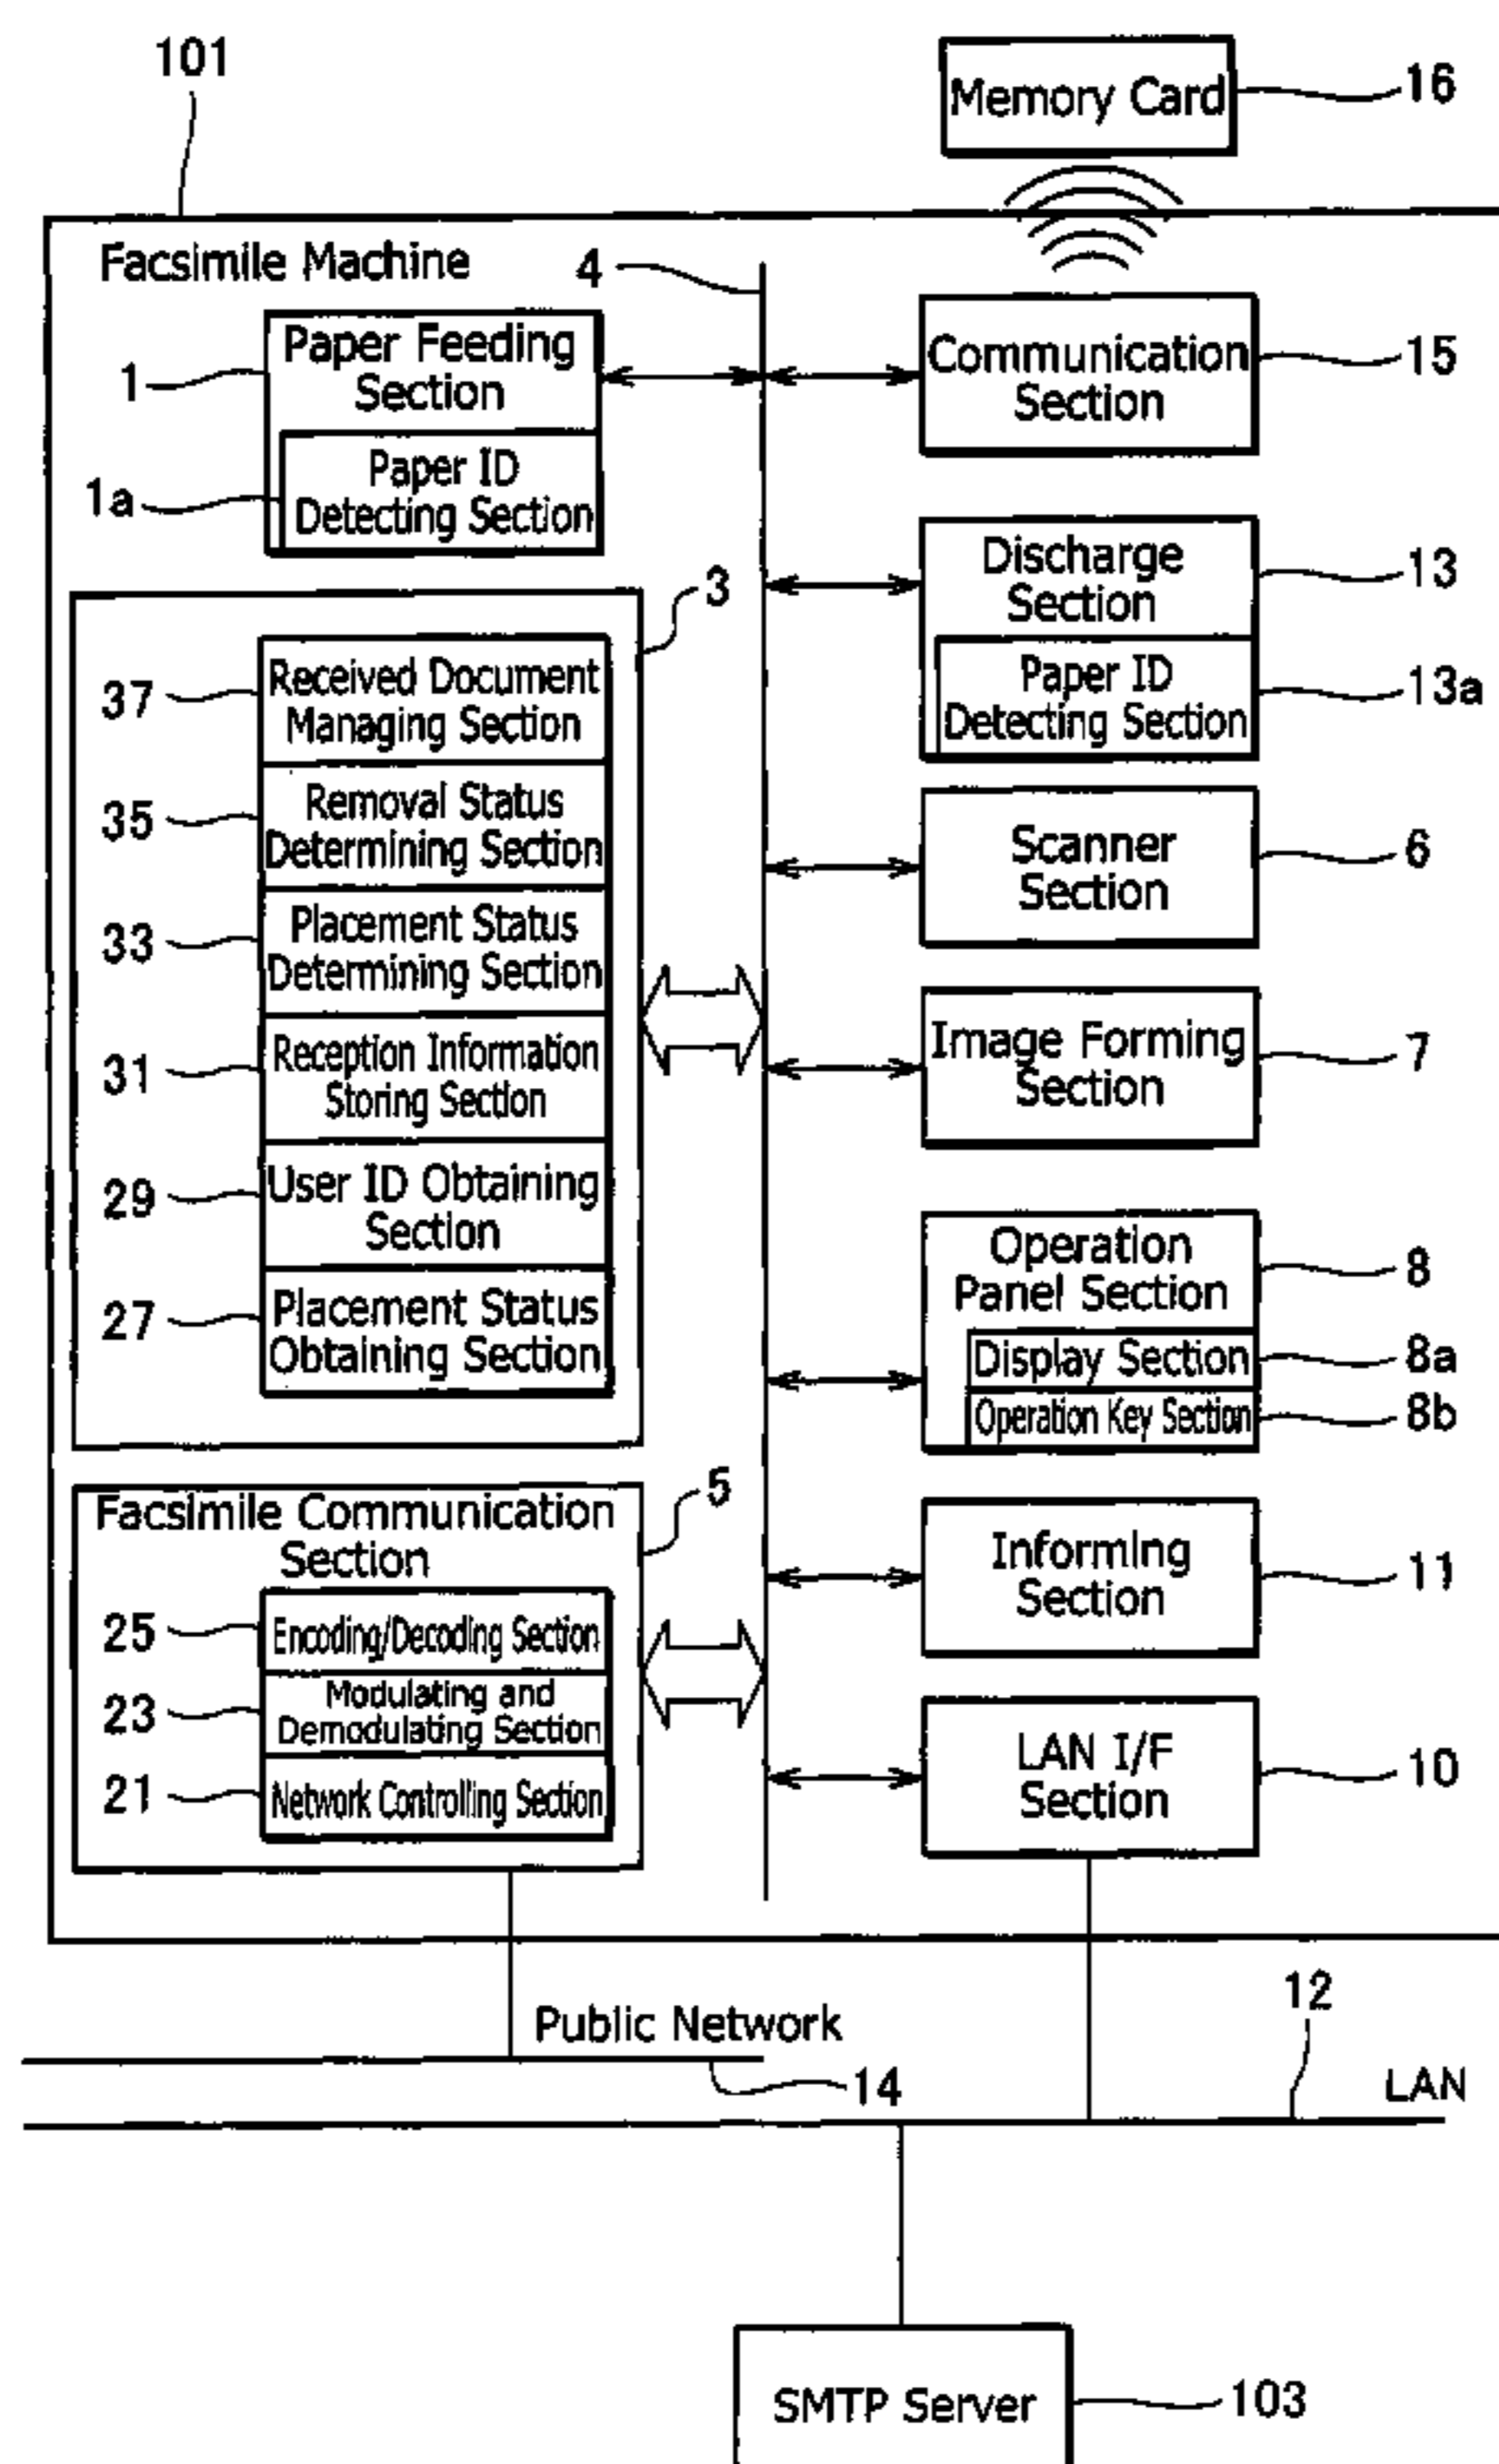 101
Memory Card
16
Facsimile Machine
4
Paper Feeding
Section
1
Paper ID
Detecting Section
1a
Communication
Section
15
Discharge
Section
13
Paper ID
Detecting Section
13a
3
Received Document
Managing Section
37
Removal Status
Determining Section
35
Placement Status
Determining Section
33
Reception Information
Storing Section
31
User ID Obtaining
Section
29
Placement Status
Obtaining Section
27
Scanner
Section
6
Image Forming
Section
7
Operation
Panel Section
8
Display Section
8a
Operation Key Section
8b
Facsimile Communication
Section
5
Encoding/Decoding Section
25
Modulating and
Demodulating Section
23
Network Controlling Section
21
Informing
Section
11
LAN I/F
Section
10
Public Network
14
12
LAN
SMTP Server
103